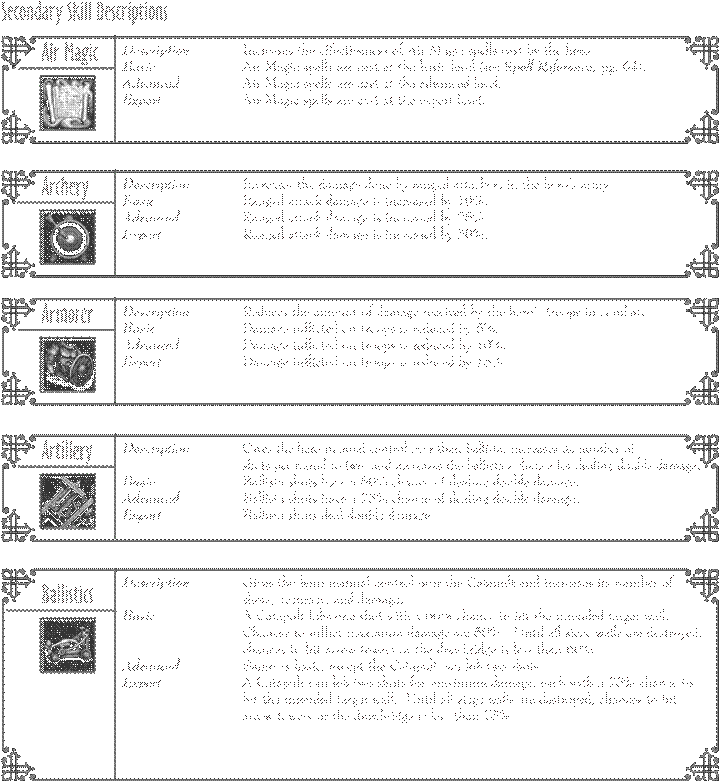 Secondary Skill Descriptions
Air Magic
Description Increases the effectiveness of Air Magic spells cast by the hero.
Basic Air Magic spells are cast at the basic level (see Spell Reference, pg. 64).
Advanced Air Magic spells are cast at the advanced level.
Expert Air Magic spells are cast at the expert level.
Archery
Description Increases the damage done by ranged attackers in the hero's army.
Basic Ranged attack damage is increased by 10%.
Advanced Ranged attack damage is increased by 25%.
Expert Ranged attack damage is increased by 50%.
Armorer
Description Reduces the amount of damage received by the hero's troops in combat.
Basic Damage inflicted on troops is reduced by 5%.
Advanced Damage inflicted on troops is reduced by 10%.
Expert Damage inflicted on troops is reduced by 15%.
Artillery
Description Gives the hero manual control over their ballista, increases its number of
shots per round to two, and increases the ballista's chance for dealing double damage.
Basic Ballista shots have a 50% chance of dealing double damage.
Advanced Ballista shots have a 75% chance of dealing double damage.
Expert Ballista shots deal double damage.
Ballistics
Description Gives the hero manual control over the Catapult and increases its number of
shots, accuracy, and damage.
Basic A Catapult lobs one shot with a chance to hit the intended target wall.
Chances to inflict maximum damage are 50%. Until all siege walls are destroyed,
chances to hit arrow towers or the drawbridge is less than 60%.
Advanced Same as basic, except the Catapult can lob two shots.
Expert A Catapult can lob two shots for maximum damage, each with a 75% chance to
hit the intended target wall. Until all siege walls are destroyed, chances to hit
arrow towers or the drawbridge is less than 75%.